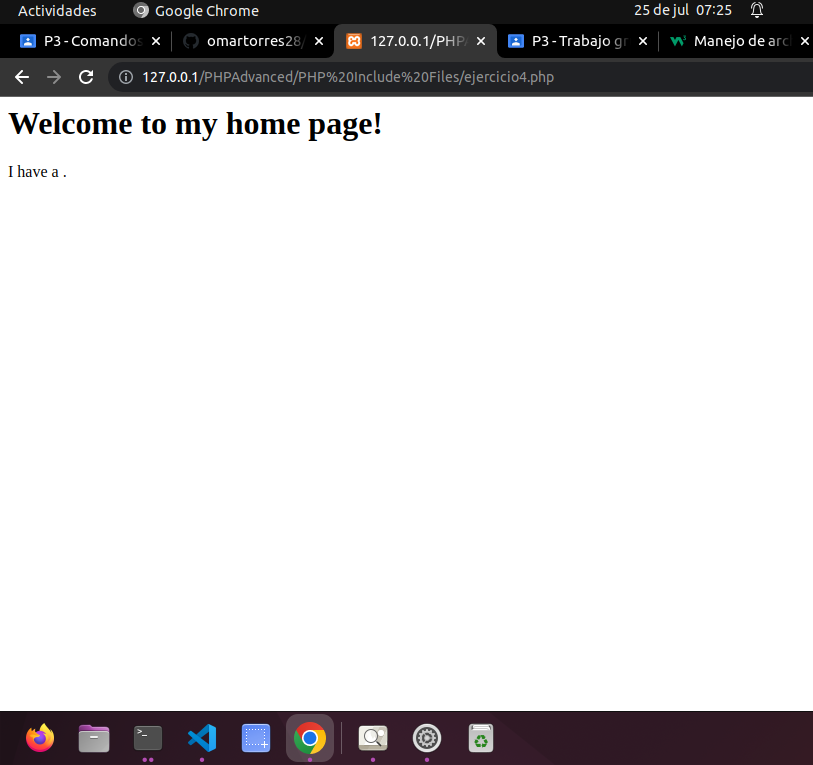 Actividades Google Chrome 25 de jul 07:25
P3 - Comandos omartorres28/ 127.0.0.1/PHPA P3 - Trabajo gr Manejo de arc
127.0.0.1/PHPAdvanced/PHP%20Include%20Files/ejercicio4.php
Welcome to my home page!
I have a .